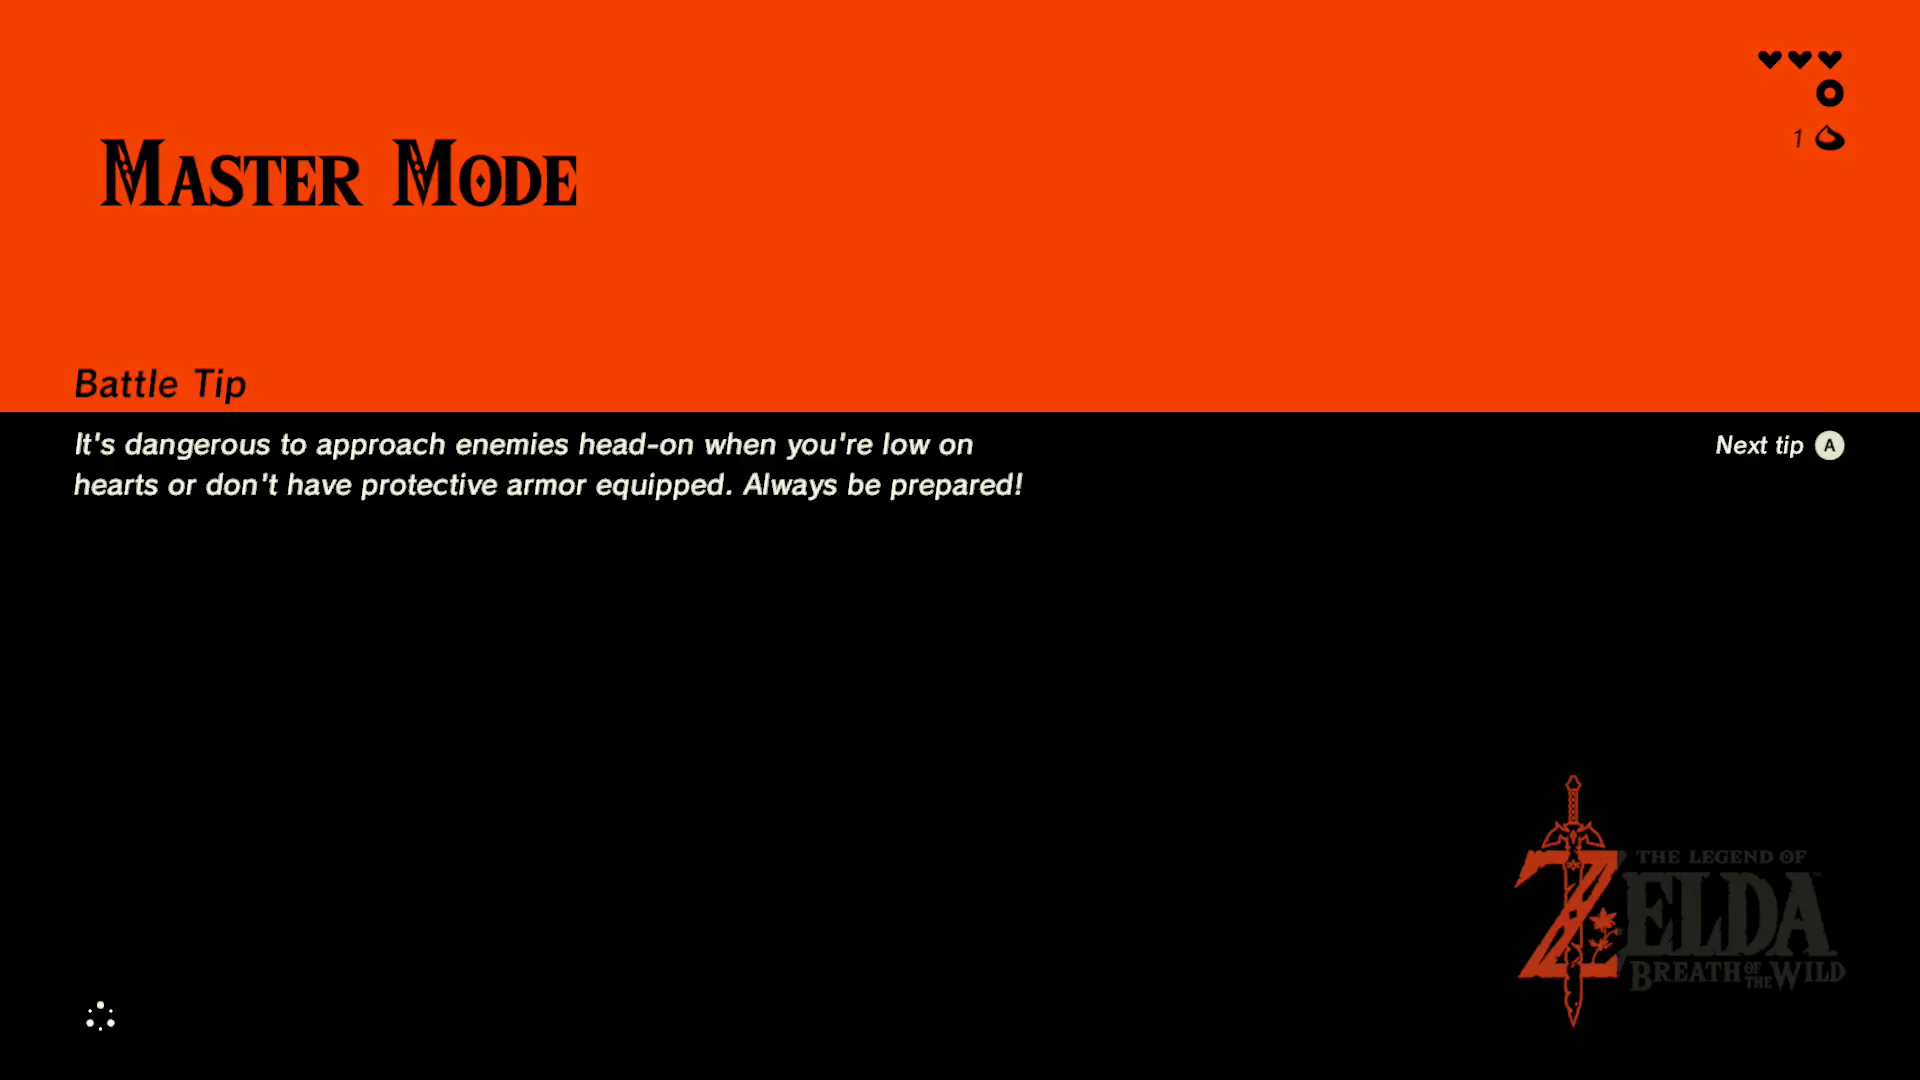 MASTER MODE
1
Battle Tip
It's dangerous to approach enemies head-on when you're low on
hearts or don't have protective armor equipped. Always be prepared!
Next tip A
THE LEGEND OF
ZELDA™
BREATH OF THE WILD